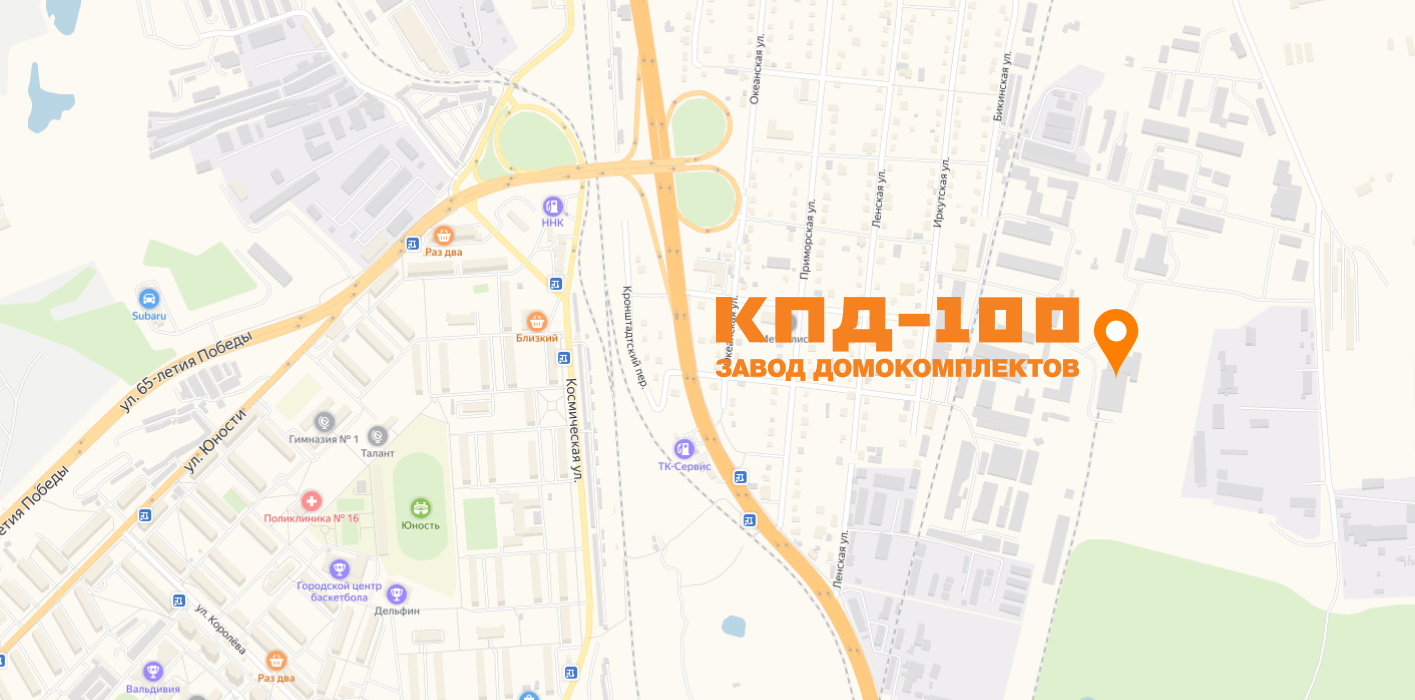 Океанская ул.
Бикинская ул.
Ленская ул.
Иркутская ул.
Приморская ул.
ННК
Раз два
Subaru
Кронштадтский пер.
Океанская ул.
КПД-100
ЗАВОД ДОМОКОМПЛЕКТОВ
Близкий
ул. 65-летия Победы
ул. Юности
Космическая ул.
Гимназия № 1
Талант
ТК-Сервис
летия Победы
Поликлиника № 16
Юность
Ленская ул.
Городской центр
баскетбола
Дельфин
ул. Королёва
Раз два
Вальдивия